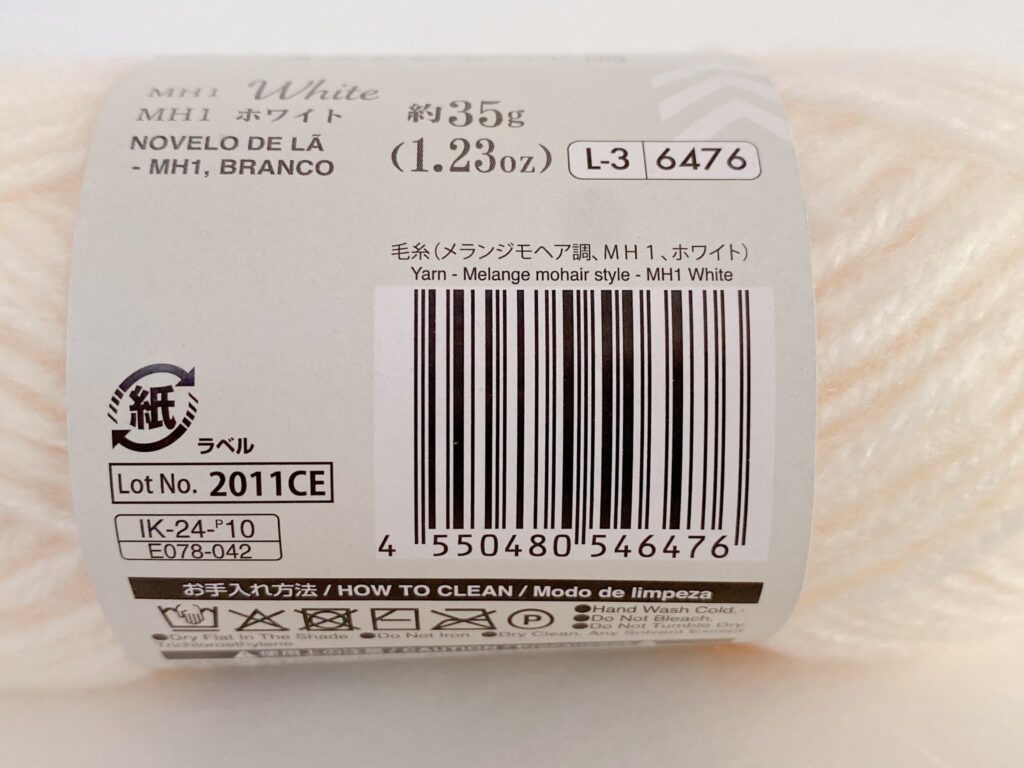 MH1 White
MH1 ホワイト
NOVELO DE LÃ
- MH1, BRANCO
約35g
(1.23oz)
L-3 6476
毛糸(メランジモヘア調、MH1、ホワイト)
Yarn - Melange mohair style - MH1 White
紙
ラベル
Lot No. 2011CE
IK-24-P10
E078-042
4 550480 546476
お手入れ方法 / HOW TO CLEAN / Modo de limpeza
P
●Hand Wash Cold.
●Do Not Bleach.
●Do Not Tumble Dry.
●Dry Flat In The Shade. ●Do Not Iron. ●Dry Clean, Any Solvent Except
Trichloroethylene.
/ CAUTION /